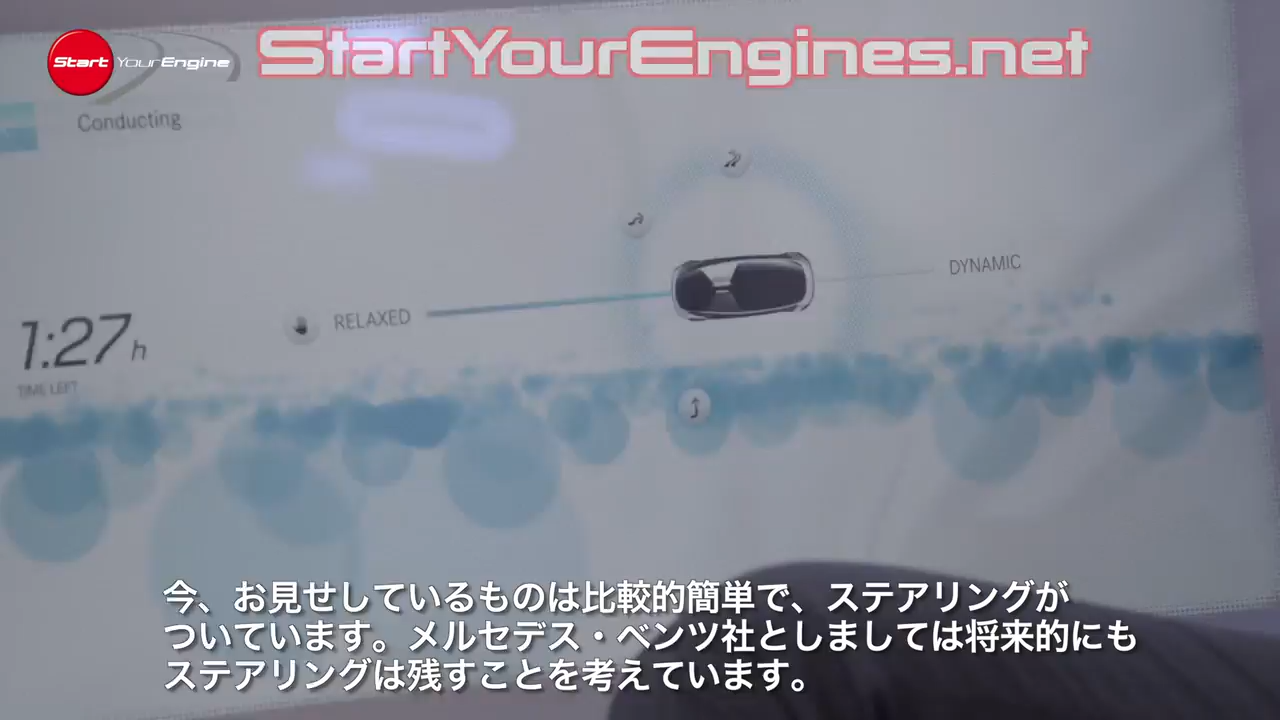 Start YourEngine
StartYourEngines.net
Conducting
DYNAMIC
RELAXED
1:27h
TIME LEFT
今、お見せしているものは比較的簡単で、ステアリングが
ついています。メルセデス・ベンツ社としましては将来的にも
ステアリングは残すことを考えています。